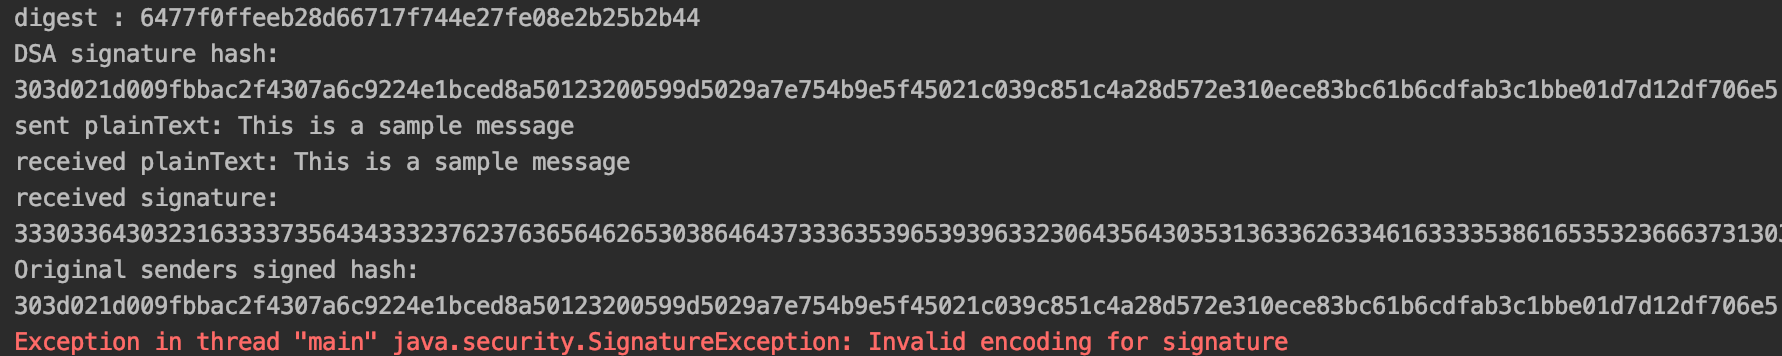 digest : 6477f0ffeeb28d66717f744e27fe08e2b25b2b44
DSA signature hash:
303d021d009fbbac2f4307a6c9224e1bced8a50123200599d5029a7e754b9e5f45021c039c851c4a28d572e310ece83bc61b6cdfab3c1bbe01d7d12df706e5
sent plainText: This is a sample message
received plainText: This is a sample message
received signature:
3330336430323163333735643433323762376365646265303864643733363539653939633230643564303531363362633461633335386165353236663731303
Original senders signed hash:
303d021d009fbbac2f4307a6c9224e1bced8a50123200599d5029a7e754b9e5f45021c039c851c4a28d572e310ece83bc61b6cdfab3c1bbe01d7d12df706e5
Exception in thread "main" java.security.SignatureException: Invalid encoding for signature